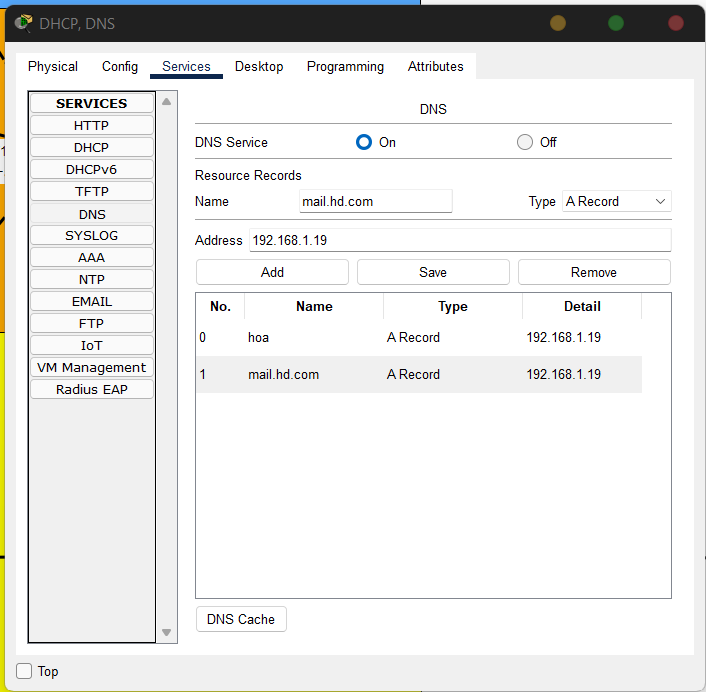 DHCP, DNS
Physical Config Services Desktop Programming Attributes
SERVICES
HTTP
DHCP
DHCPv6
TFTP
DNS
SYSLOG
AAA
NTP
EMAIL
FTP
IoT
VM Management
Radius EAP
DNS
DNS Service On Off
Resource Records
Name mail.hd.com Type A Record
Address 192.168.1.19
Add Save Remove
No. Name Type Detail
0 hoa A Record 192.168.1.19
1 mail.hd.com A Record 192.168.1.19
DNS Cache
Top